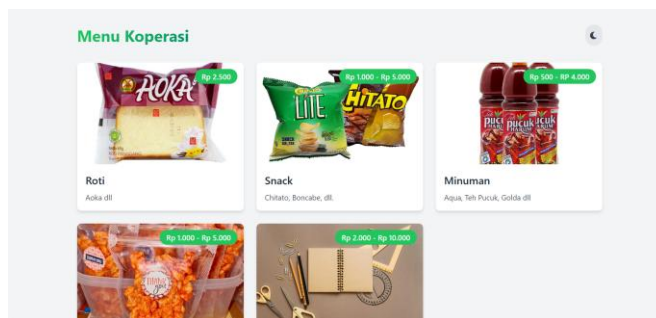 Menu Koperasi
Rp 2.500
AOKA
Rp 1.000 - Rp 5.000
LITE
CHITATO
Rp 500 - RP 4.000
PUCUK
HARUM
Roti
Aoka dll
Snack
Chitato, Boncabe, dll.
Minuman
Aqua, Teh Pucuk, Golda dll
Rp 1.000 - Rp 5.000
Rp 2.000 - Rp 10.000